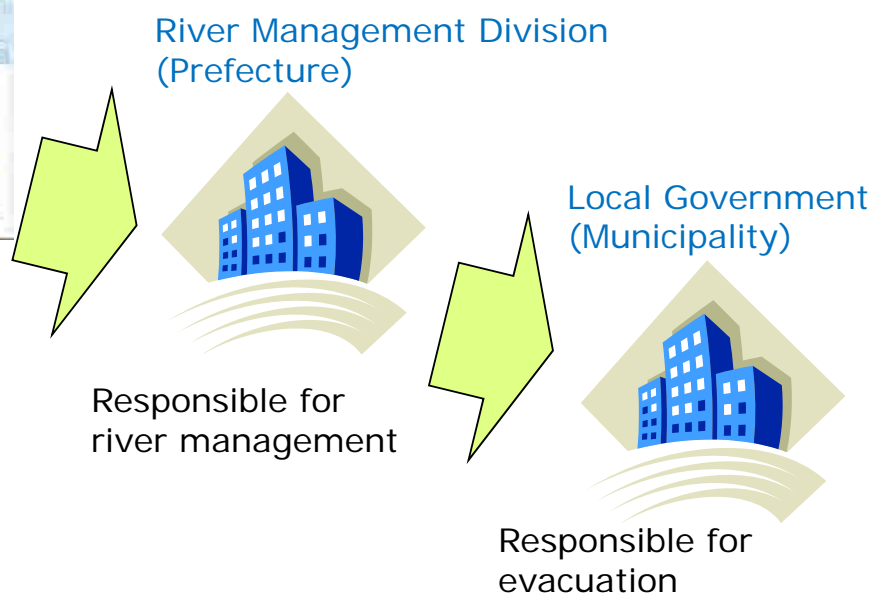 River Management Division
(Prefecture)
Local Government
(Municipality)
Responsible for
river management
Responsible for
evacuation